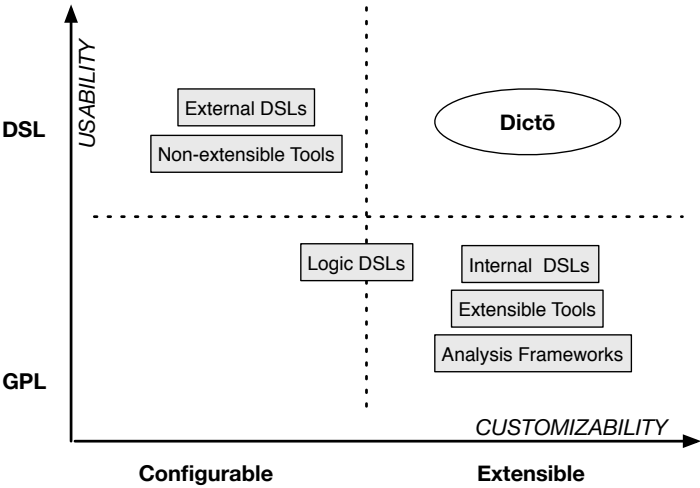 USABILITY
DSL
External DSLs
Non-extensible Tools
Dictō
Logic DSLs
Internal DSLs
Extensible Tools
Analysis Frameworks
GPL
CUSTOMIZABILITY
Configurable
Extensible